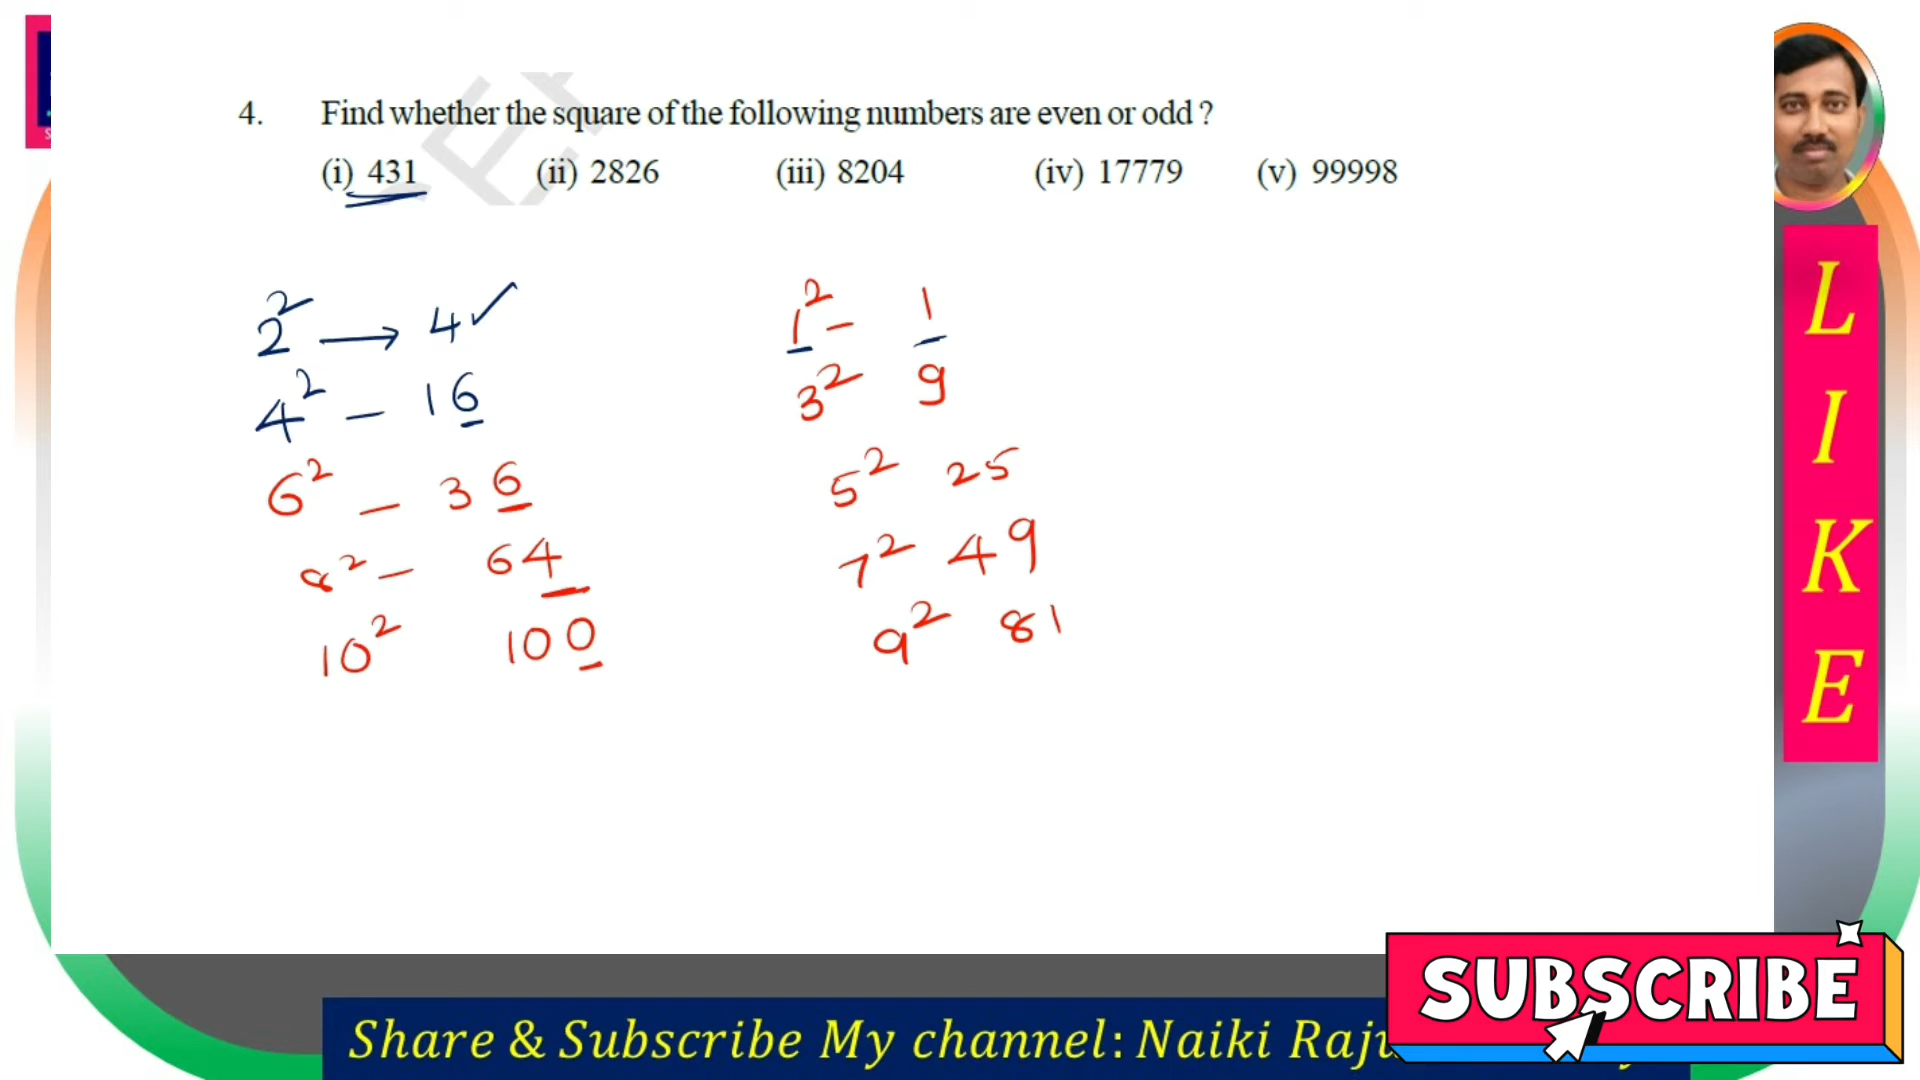 4. Find whether the square of the following numbers are even or odd ?
(i) 431 (ii) 2826 (iii) 8204 (iv) 17779 (v) 99998
2² → 4 ✓
4² – 16
6² – 36
8² – 64
10² 100
1² – 1
3² 9
5² 25
7² 49
9² 81
L
I
K
E
SUBSCRIBE
Share & Subscribe My channel: Naiki Raju